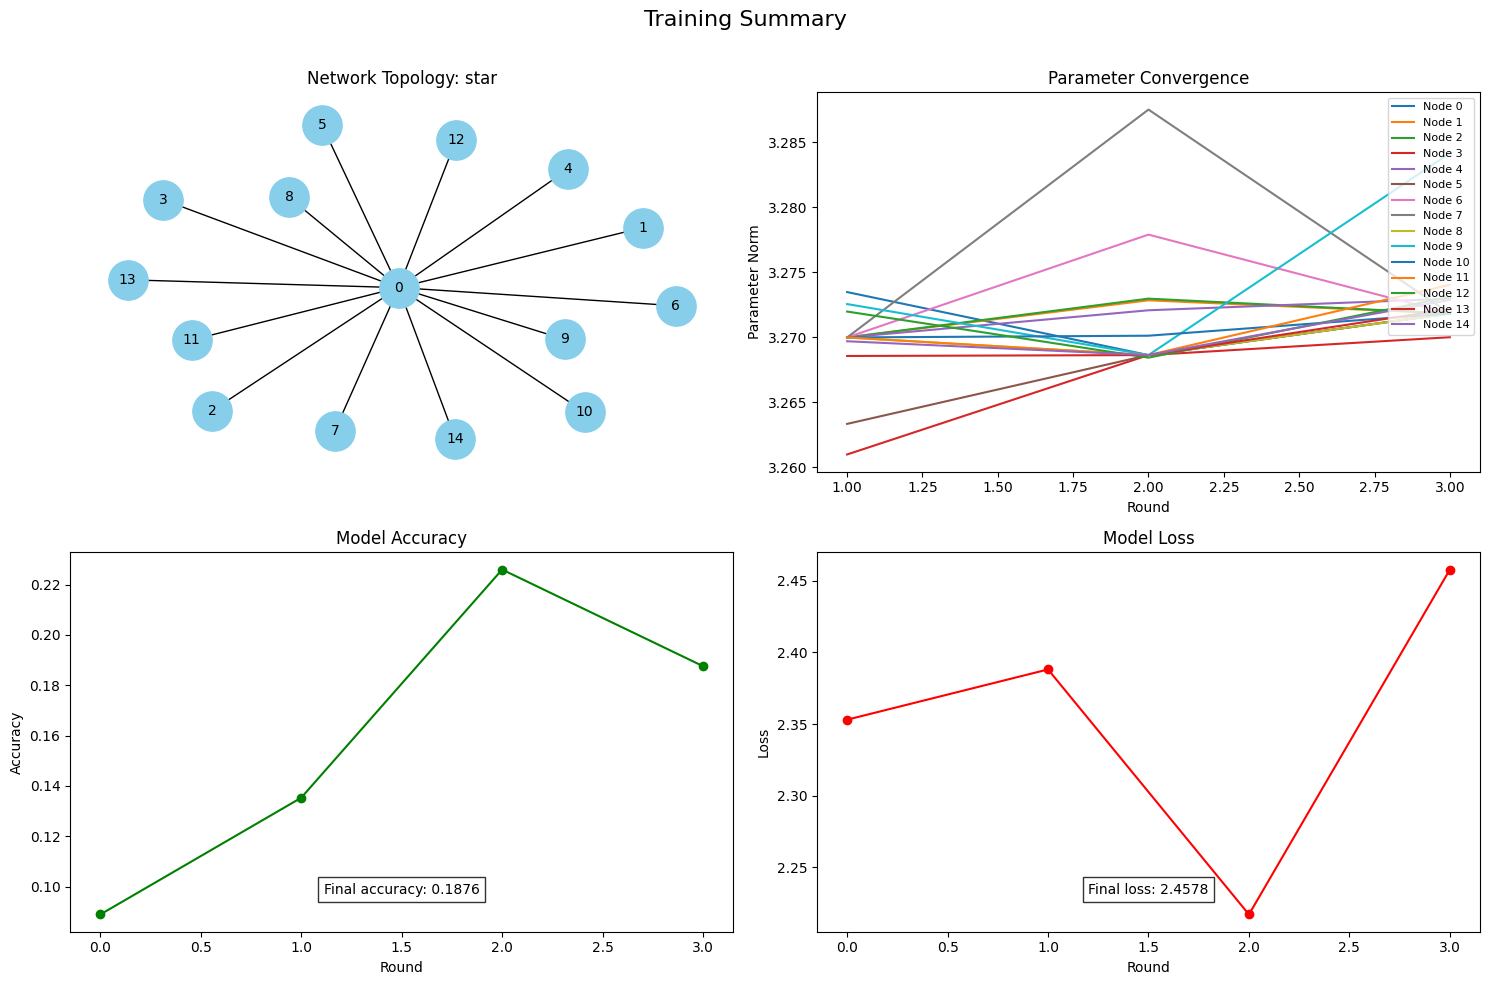 Training Summary
Network Topology: star
5
12
4
3
8
1
13
0
6
11
9
2
10
7
14
Parameter Convergence
Parameter Norm
3.285
3.280
3.275
3.270
3.265
3.260
Node 0
Node 1
Node 2
Node 3
Node 4
Node 5
Node 6
Node 7
Node 8
Node 9
Node 10
Node 11
Node 12
Node 13
Node 14
1.00 1.25 1.50 1.75 2.00 2.25 2.50 2.75 3.00
Round
Model Accuracy
Accuracy
0.22
0.20
0.18
0.16
0.14
0.12
0.10
Final accuracy: 0.1876
0.0 0.5 1.0 1.5 2.0 2.5 3.0
Round
Model Loss
Loss
2.45
2.40
2.35
2.30
2.25
Final loss: 2.4578
0.0 0.5 1.0 1.5 2.0 2.5 3.0
Round